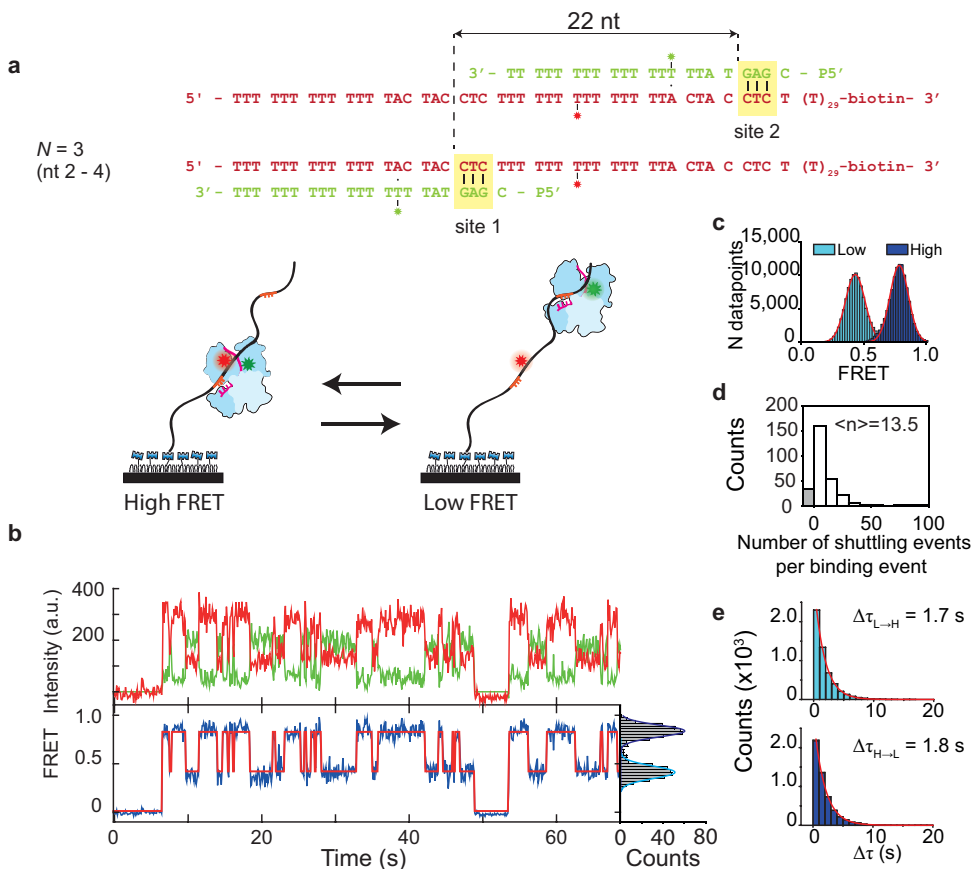 22 nt
a
3’- TT TTT TTT TTT TTT TTA T GAG C - P5’
5' - TTT TTT TTT TTT TAC TAC CTC TTT TTT TTT TTT TTA CTA C CTC T (T)29-biotin- 3’
site 2
N = 3
(nt 2 - 4)
5' - TTT TTT TTT TTT TAC TAC CTC TTT TTT TTT TTT TTA CTA C CTC T (T)29-biotin- 3’
3’- TTT TTT TTT TTT TTT TAT GAG C - P5’
site 1
High FRET
Low FRET
c
N datapoints
15,000
10,000
5,000
0
Low
High
0.0
0.5
1.0
FRET
d
Counts
200
150
100
50
0
<n>=13.5
0
50
100
Number of shuttling events
per binding event
b
Intensity (a.u.)
400
200
FRET
1.0
0.5
0
0
20
40
60
Time (s)
0
40
80
Counts
e
Counts (x10³)
2.0
1.0
0.0
ΔτL→H = 1.7 s
0
10
20
2.0
1.0
0.0
ΔτH→L = 1.8 s
0
10
20
Δτ (s)